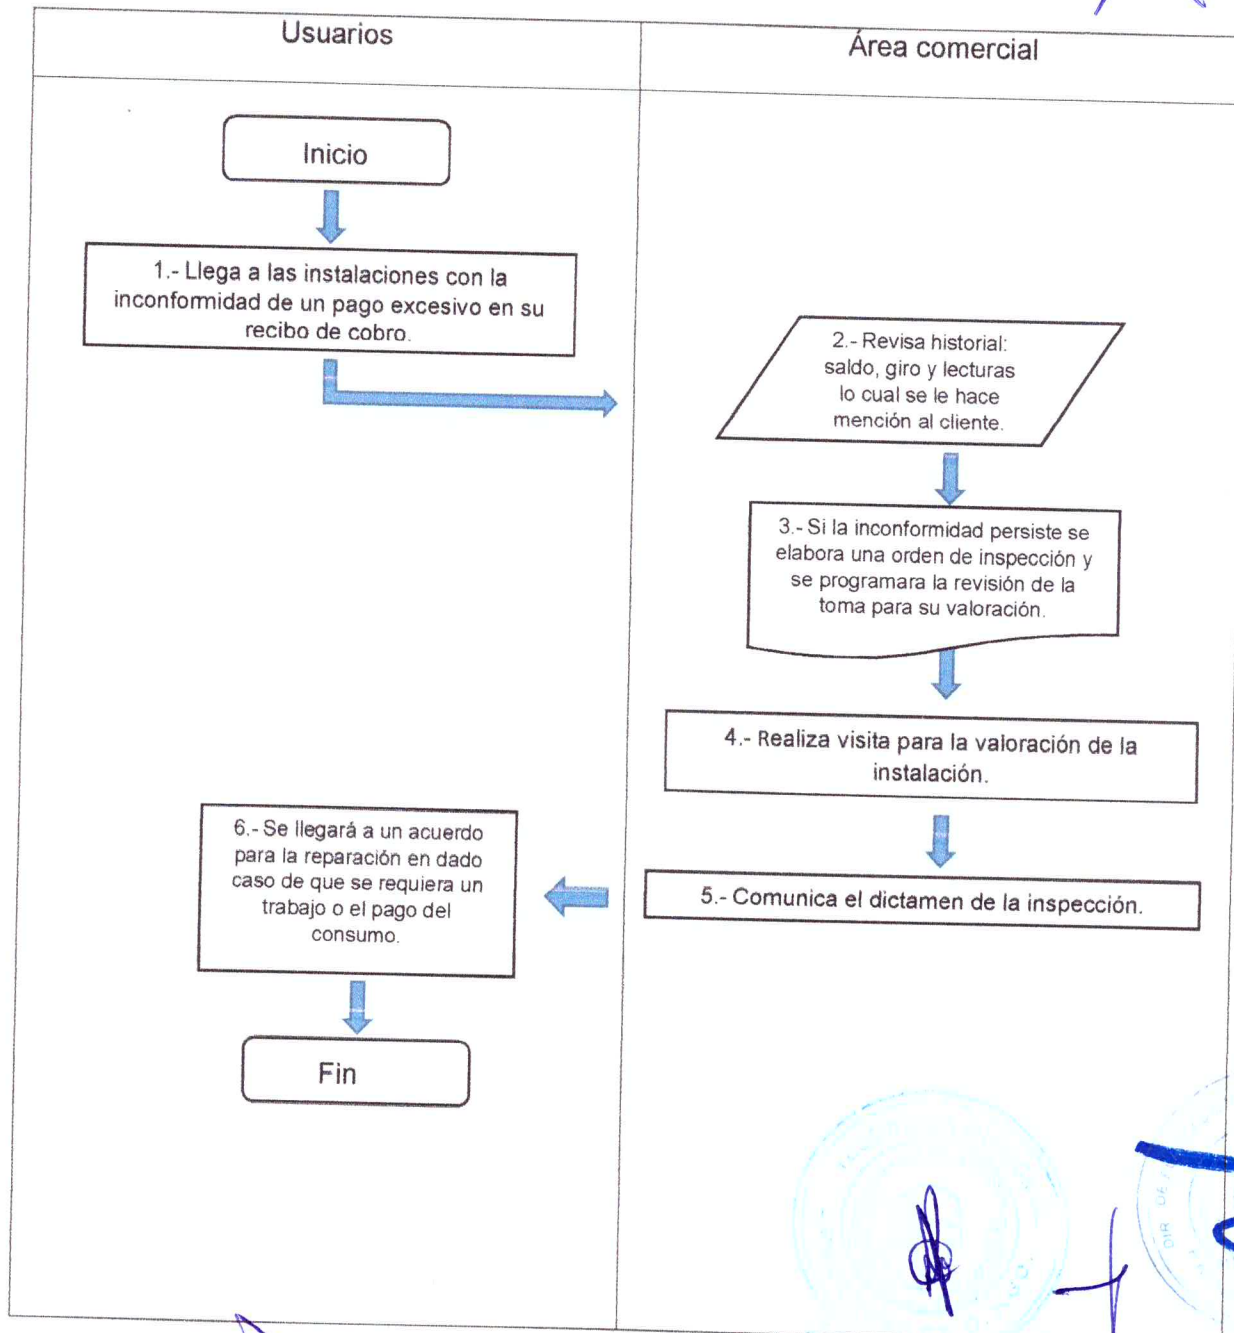 Usuarios
Área comercial
Inicio
1.- Llega a las instalaciones con la
inconformidad de un pago excesivo en su
recibo de cobro.
2.- Revisa historial:
saldo, giro y lecturas
lo cual se le hace
mención al cliente.
3.- Si la inconformidad persiste se
elabora una orden de inspección y
se programara la revisión de la
toma para su valoración.
4.- Realiza visita para la valoración de la
instalación.
5.- Comunica el dictamen de la inspección.
6.- Se llegará a un acuerdo
para la reparación en dado
caso de que se requiera un
trabajo o el pago del
consumo.
Fin
DIR DE